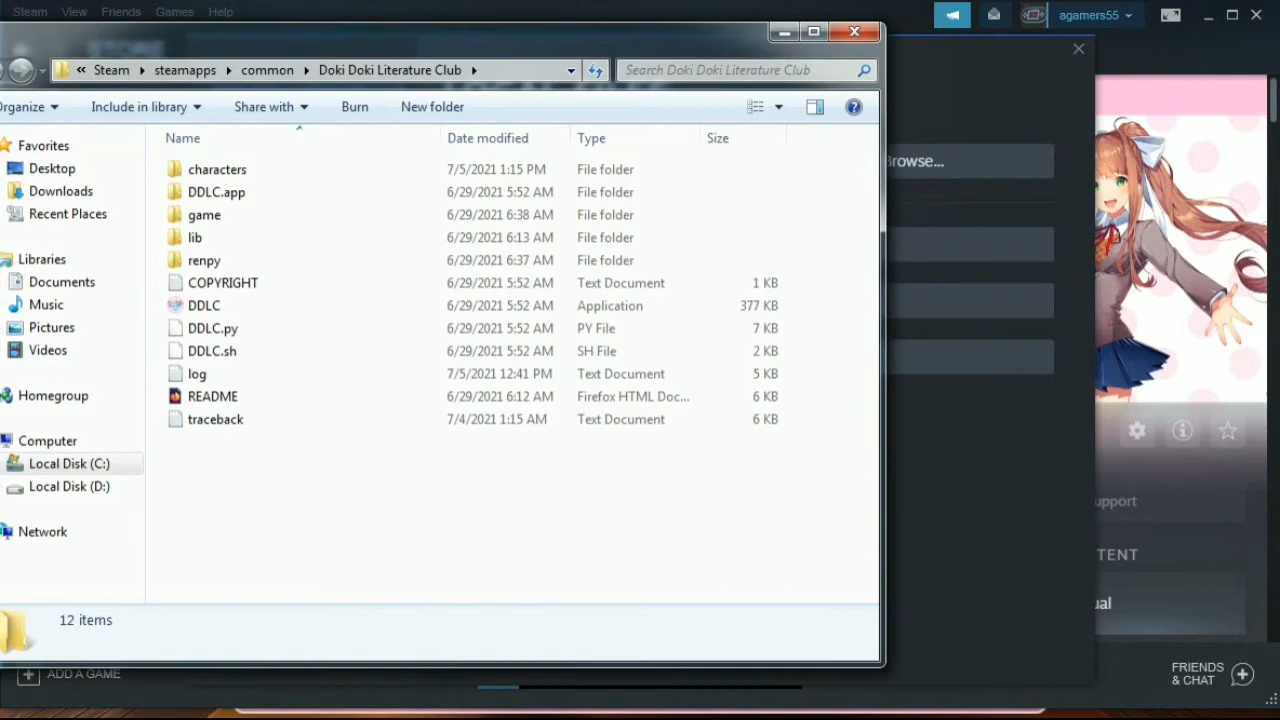 Steam View Friends Games Help
agamers55
« Steam steamapps common Doki Doki Literature Club
Search Doki Doki Literature Club
Organize Include in library Share with Burn New folder
Name Date modified Type Size
Favorites
Desktop
Downloads
Recent Places
Libraries
Documents
Music
Pictures
Videos
Homegroup
Computer
Local Disk (C:)
Local Disk (D:)
Network
characters 7/5/2021 1:15 PM File folder
DDLC.app 6/29/2021 5:52 AM File folder
game 6/29/2021 6:38 AM File folder
lib 6/29/2021 6:13 AM File folder
renpy 6/29/2021 6:37 AM File folder
COPYRIGHT 6/29/2021 5:52 AM Text Document 1 KB
DDLC 6/29/2021 5:52 AM Application 377 KB
DDLC.py 6/29/2021 5:52 AM PY File 7 KB
DDLC.sh 6/29/2021 5:52 AM SH File 2 KB
log 7/5/2021 12:41 PM Text Document 5 KB
README 6/29/2021 6:12 AM Firefox HTML Doc... 6 KB
traceback 7/4/2021 1:15 AM Text Document 6 KB
12 items
Browse...
upport
TENT
ual
ADD A GAME
FRIENDS
& CHAT